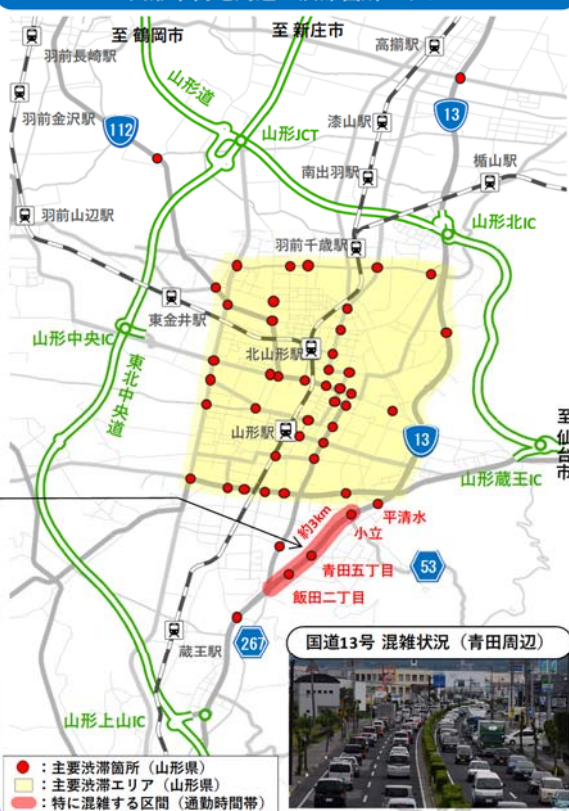 至 鶴岡市
至 新庄市
高擶駅
羽前長崎駅
山形道
13
羽前金沢駅
漆山駅
112
山形JCT
南出羽駅
楯山駅
羽前山辺駅
山形北IC
羽前千歳駅
東金井駅
山形中央IC
北山形駅
東北中央道
至 仙台市
山形駅
13
山形蔵王IC
平清水
約3km
小立
青田五丁目
53
飯田二丁目
267
蔵王駅
国道13号 混雑状況(青田周辺)
山形上山IC
:主要渋滞箇所(山形県)
:主要渋滞エリア(山形県)
:特に混雑する区間(通勤時間帯)